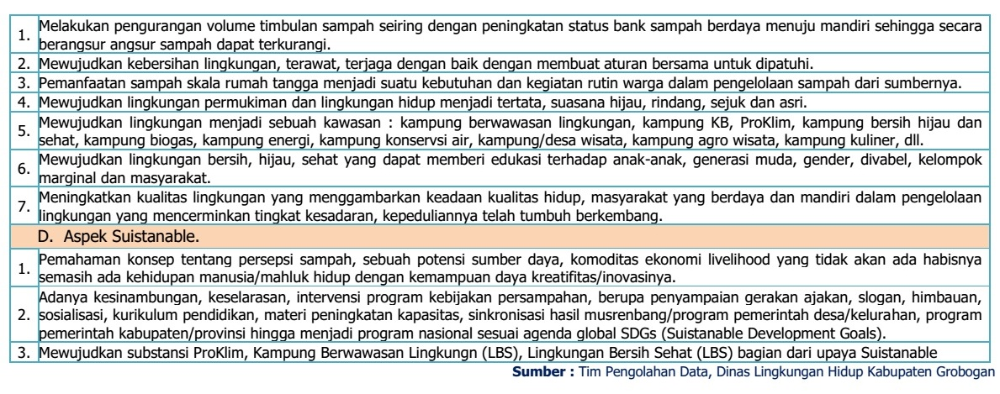 1. Melakukan pengurangan volume timbulan sampah seiring dengan peningkatan status bank sampah berdaya menuju mandiri sehingga secara
berangsur angsur sampah dapat terkurangi.
2. Mewujudkan kebersihan lingkungan, terawat, terjaga dengan baik dengan membuat aturan bersama untuk dipatuhi.
3. Pemanfaatan sampah skala rumah tangga menjadi suatu kebutuhan dan kegiatan rutin warga dalam pengelolaan sampah dari sumbernya.
4. Mewujudkan lingkungan permukiman dan lingkungan hidup menjadi tertata, suasana hijau, rindang, sejuk dan asri.
5. Mewujudkan lingkungan menjadi sebuah kawasan : kampung berwawasan lingkungan, kampung KB, ProKlim, kampung bersih hijau dan
sehat, kampung biogas, kampung energi, kampung konservsi air, kampung/desa wisata, kampung agro wisata, kampung kuliner, dll.
6. Mewujudkan lingkungan bersih, hijau, sehat yang dapat memberi edukasi terhadap anak-anak, generasi muda, gender, divabel, kelompok
marginal dan masyarakat.
7. Meningkatkan kualitas lingkungan yang menggambarkan keadaan kualitas hidup, masyarakat yang berdaya dan mandiri dalam pengelolaan
lingkungan yang mencerminkan tingkat kesadaran, kepeduliannya telah tumbuh berkembang.
D. Aspek Suistanable.
1. Pemahaman konsep tentang persepsi sampah, sebuah potensi sumber daya, komoditas ekonomi livelihood yang tidak akan ada habisnya
semasih ada kehidupan manusia/mahluk hidup dengan kemampuan daya kreatifitas/inovasinya.
2. Adanya kesinambungan, keselarasan, intervensi program kebijakan persampahan, berupa penyampaian gerakan ajakan, slogan, himbauan,
sosialisasi, kurikulum pendidikan, materi peningkatan kapasitas, sinkronisasi hasil musrenbang/program pemerintah desa/kelurahan, program
pemerintah kabupaten/provinsi hingga menjadi program nasional sesuai agenda global SDGs (Suistanable Development Goals).
3. Mewujudkan substansi ProKlim, Kampung Berwawasan Lingkungn (LBS), Lingkungan Bersih Sehat (LBS) bagian dari upaya Suistanable
Sumber : Tim Pengolahan Data, Dinas Lingkungan Hidup Kabupaten Grobogan